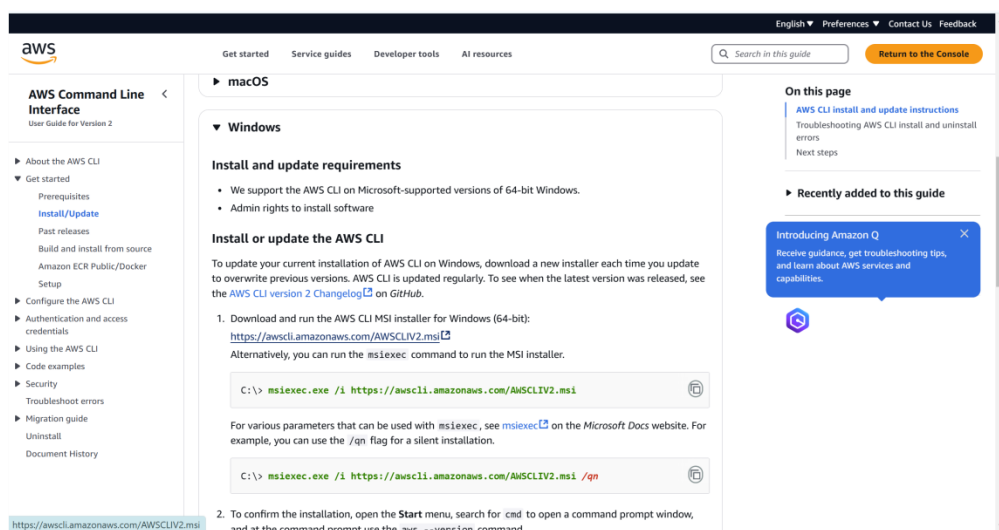 English Preferences Contact Us Feedback
aws
Get started Service guides Developer tools AI resources
Search in this guide
Return to the Console
AWS Command Line
Interface
User Guide for Version 2
About the AWS CLI
Get started
Prerequisites
Install/Update
Past releases
Build and install from source
Amazon ECR Public/Docker
Setup
Configure the AWS CLI
Authentication and access
credentials
Using the AWS CLI
Code examples
Security
Troubleshoot errors
Migration guide
Uninstall
Document History
macOS
Windows
Install and update requirements
• We support the AWS CLI on Microsoft-supported versions of 64-bit Windows.
• Admin rights to install software
Install or update the AWS CLI
To update your current installation of AWS CLI on Windows, download a new installer each time you update
to overwrite previous versions. AWS CLI is updated regularly. To see when the latest version was released, see
the AWS CLI version 2 Changelog on GitHub.
1. Download and run the AWS CLI MSI installer for Windows (64-bit):
https://awscli.amazonaws.com/AWSCLIV2.msi
Alternatively, you can run the msiexec command to run the MSI installer.
C:\> msiexec.exe /i https://awscli.amazonaws.com/AWSCLIV2.msi
For various parameters that can be used with msiexec, see msiexec on the Microsoft Docs website. For
example, you can use the /qn flag for a silent installation.
C:\> msiexec.exe /i https://awscli.amazonaws.com/AWSCLIV2.msi /qn
2. To confirm the installation, open the Start menu, search for cmd to open a command prompt window,
and at the command prompt use the aws --version command.
On this page
AWS CLI install and update instructions
Troubleshooting AWS CLI install and uninstall
errors
Next steps
Recently added to this guide
Introducing Amazon Q
Receive guidance, get troubleshooting tips,
and learn about AWS services and
capabilities.
https://awscli.amazonaws.com/AWSCLIV2.msi